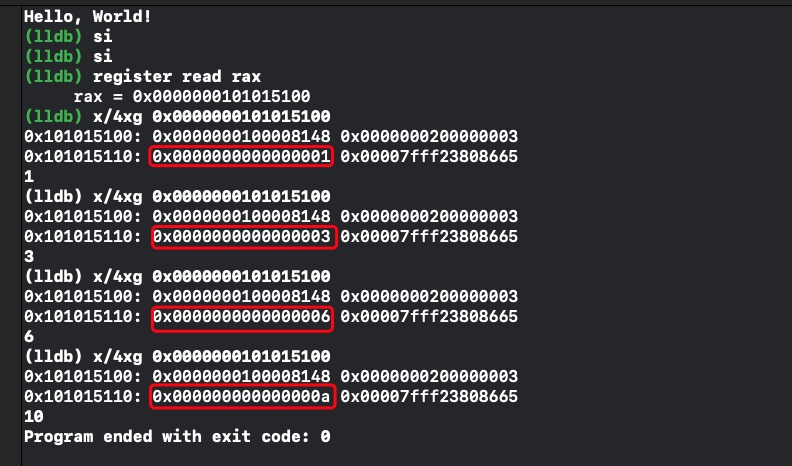 Hello, World!
(lldb) si
(lldb) si
(lldb) register read rax
rax = 0x0000000101015100
(lldb) x/4xg 0x0000000101015100
0x101015100: 0x0000000100008148 0x0000000200000003
0x101015110: 0x0000000000000001 0x00007fff23808665
1
(lldb) x/4xg 0x0000000101015100
0x101015100: 0x0000000100008148 0x0000000200000003
0x101015110: 0x0000000000000003 0x00007fff23808665
3
(lldb) x/4xg 0x0000000101015100
0x101015100: 0x0000000100008148 0x0000000200000003
0x101015110: 0x0000000000000006 0x00007fff23808665
6
(lldb) x/4xg 0x0000000101015100
0x101015100: 0x0000000100008148 0x0000000200000003
0x101015110: 0x000000000000000a 0x00007fff23808665
10
Program ended with exit code: 0